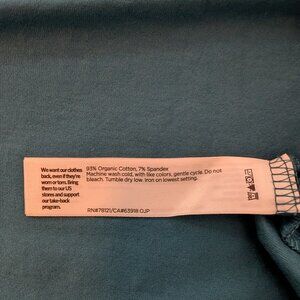 We want our clothes
back, even if they're
worn or torn. Bring
them to our US
stores and support
our take-back
program.
93% Organic Cotton, 7% Spandex
Machine wash cold, with like colors, gentle cycle. Do not
bleach. Tumble dry low. Iron on lowest setting.
RN#78121/CA#63918 OJP